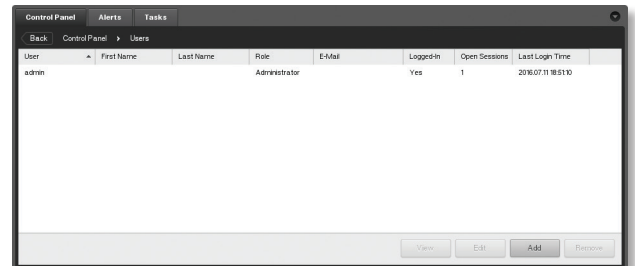 Control Panel Alerts Tasks
Back Control Panel > Users
User First Name Last Name Role E-Mail Logged-In Open Sessions Last Login Time
admin Administrator Yes 1 2016.07.11 18:51:10
View Edit Add Remove